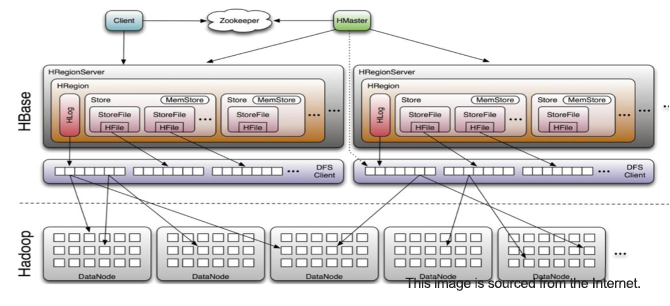 Client
Zookeeper
HMaster
HBase
HRegionServer
HRegion
HLog
Store
MemStore
StoreFile
HFile
StoreFile
HFile
...
Store
MemStore
StoreFile
HFile
...
...
DFS
Client
...
HRegionServer
HRegion
HLog
Store
MemStore
StoreFile
HFile
StoreFile
HFile
...
Store
MemStore
StoreFile
HFile
...
...
DFS
Client
...
Hadoop
DataNode
DataNode
DataNode
DataNode
DataNode
...
This image is sourced from the Internet.